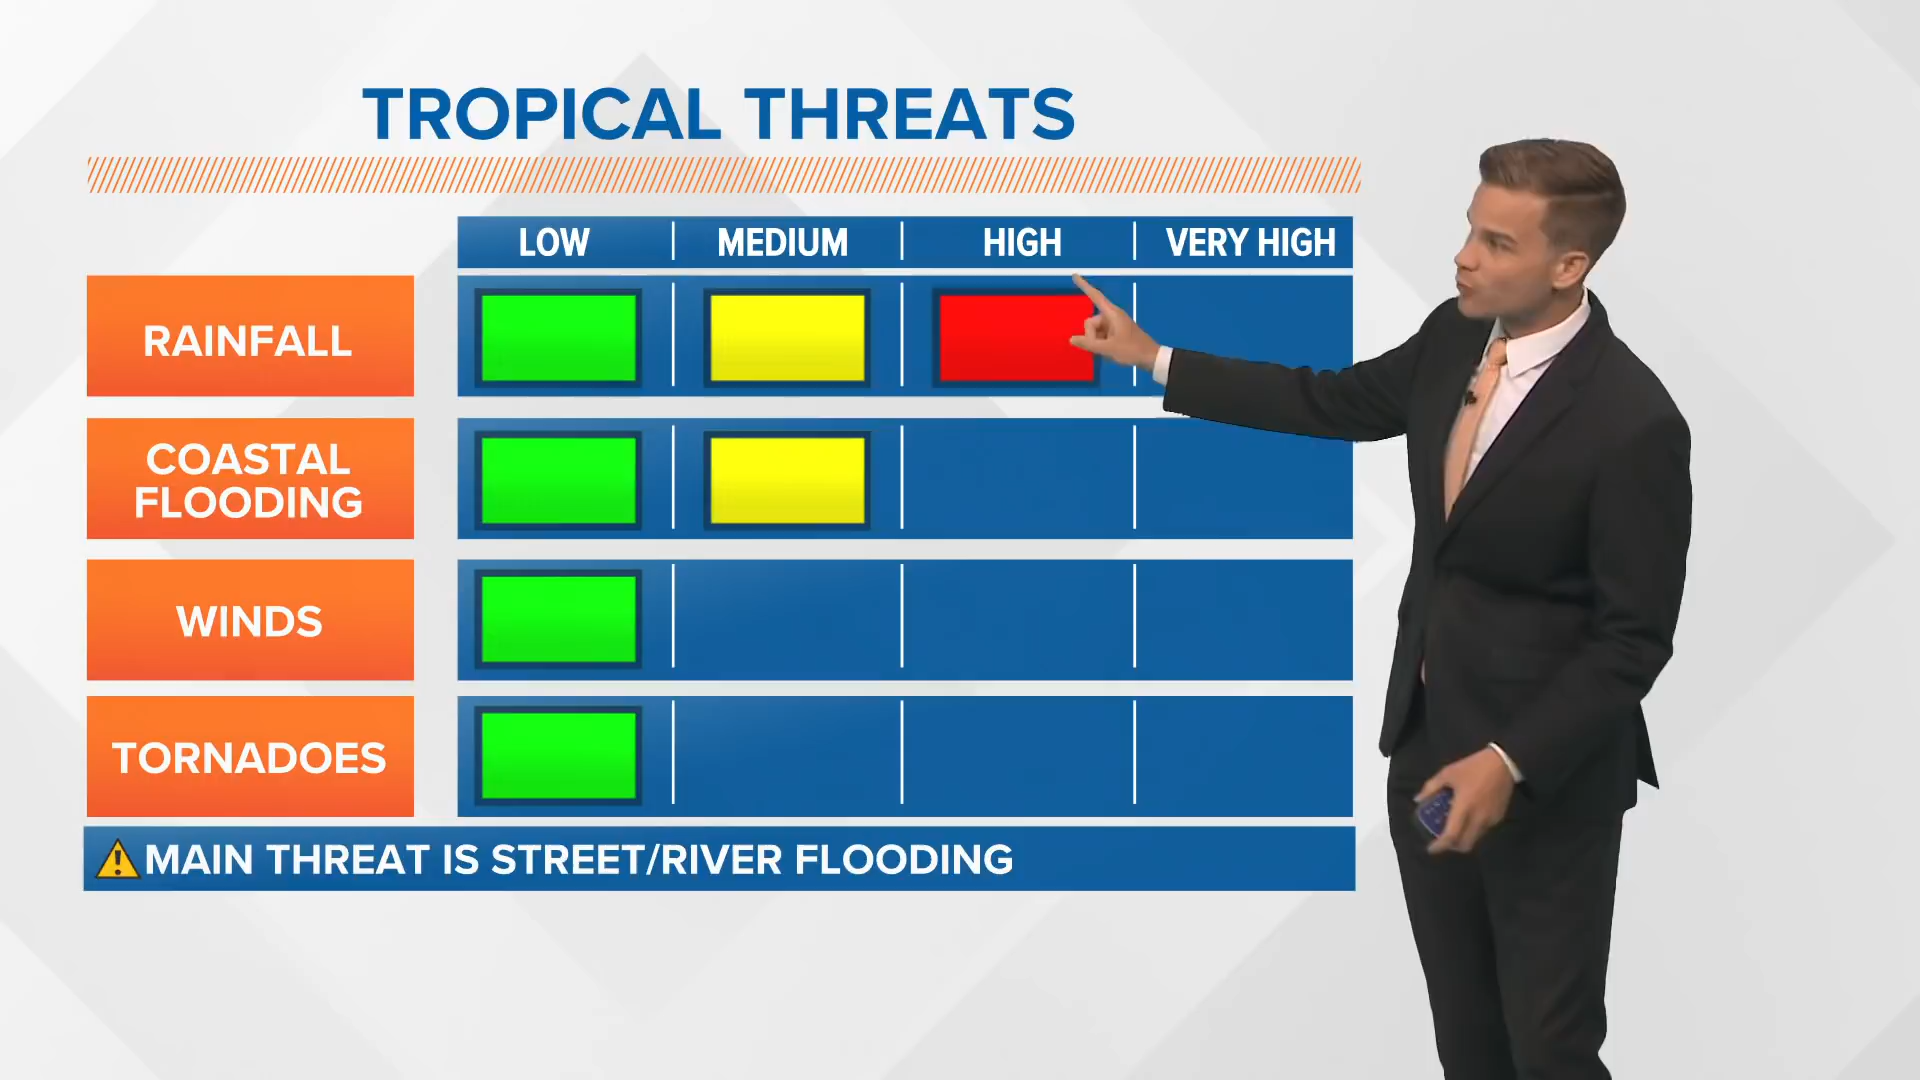 TROPICAL THREATS
LOW MEDIUM HIGH VERY HIGH
RAINFALL
COASTAL
FLOODING
WINDS
TORNADOES
MAIN THREAT IS STREET/RIVER FLOODING